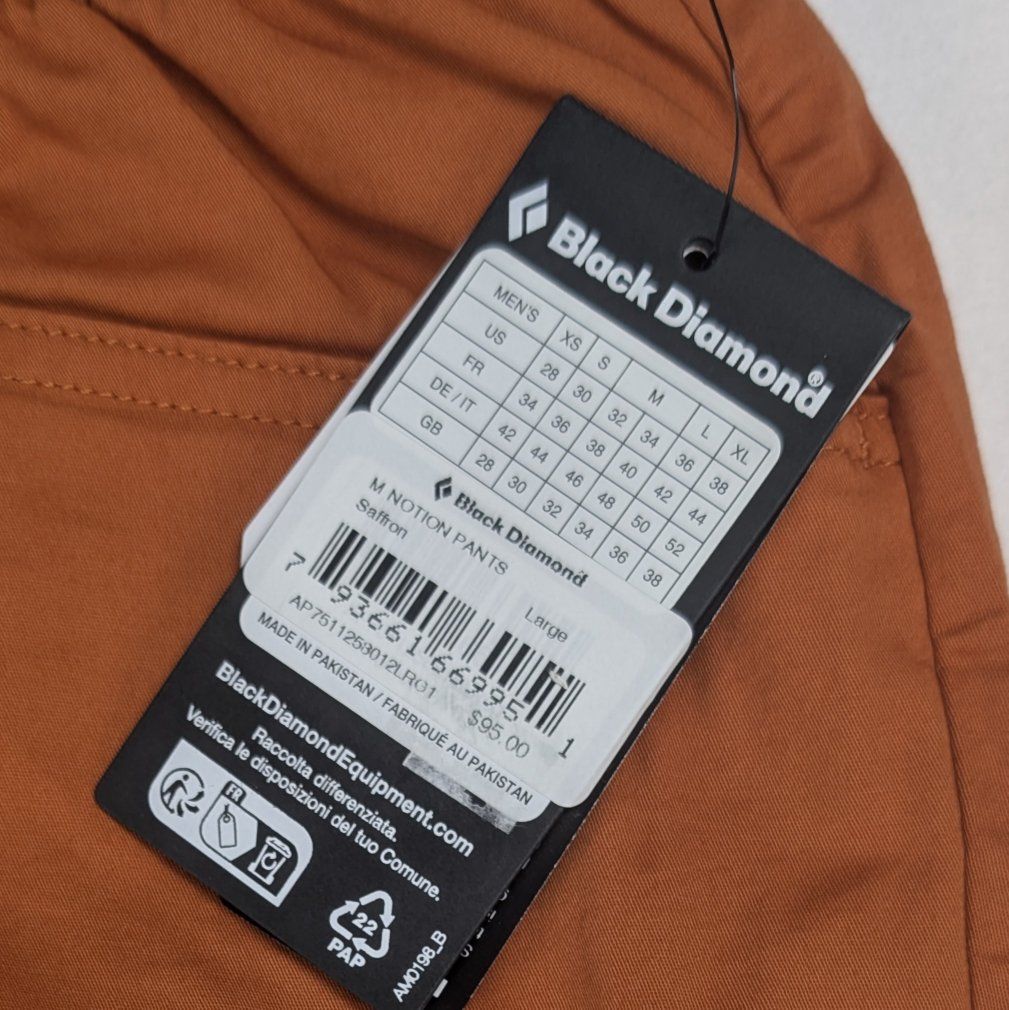 Black Diamond®
MEN'S XS S M L XL
US 28 30 32 34 36 38
FR 34 36 38 40 42 44
DE / IT 42 44 46 48 50 52
GB 28 30 32 34 36 38
Black Diamond
M NOTION PANTS
Saffron Large
7 93661 66995 1
AP7511258012LRG1 $95.00
MADE IN PAKISTAN / FABRIQUÉ AU PAKISTAN
BlackDiamondEquipment.com
Raccolta differenziata.
Verifica le disposizioni del tuo Comune.
FR
22
PAP
AM0198_B